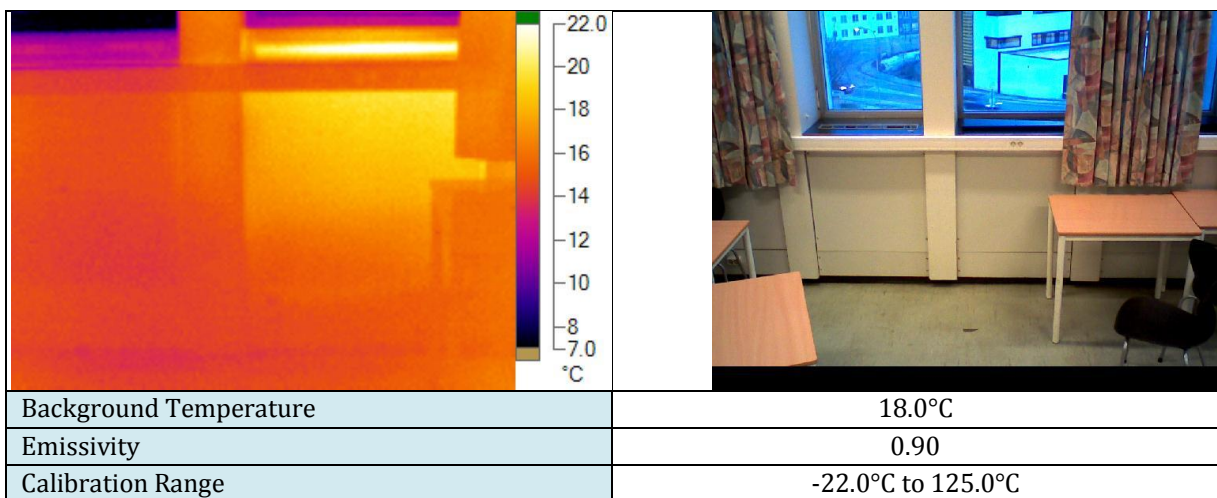 22.0
20
18
16
14
12
10
8
7.0
°C
Background Temperature 18.0°C
Emissivity 0.90
Calibration Range -22.0°C to 125.0°C